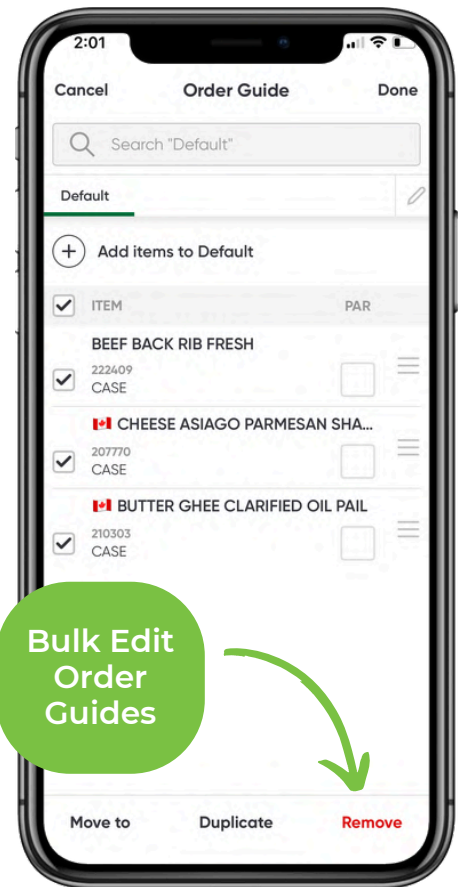 2:01
Cancel Order Guide Done
Search "Default"
Default
Add items to Default
ITEM PAR
BEEF BACK RIB FRESH
222409
CASE
CHEESE ASIAGO PARMESAN SHA...
207770
CASE
BUTTER GHEE CLARIFIED OIL PAIL
210303
CASE
Bulk Edit
Order
Guides
Move to Duplicate Remove